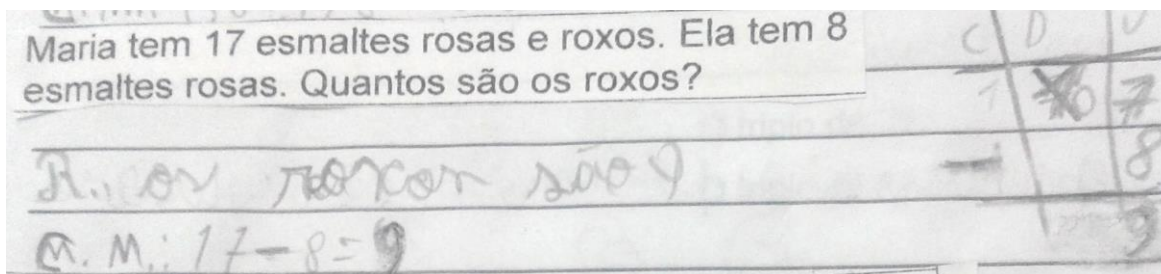 Maria tem 17 esmaltes rosas e roxos. Ela tem 8
esmaltes rosas. Quantos são os roxos?
C D U
1 0 7
R.: os roxos são 9
- 8
C. M.: 17-8=9
9